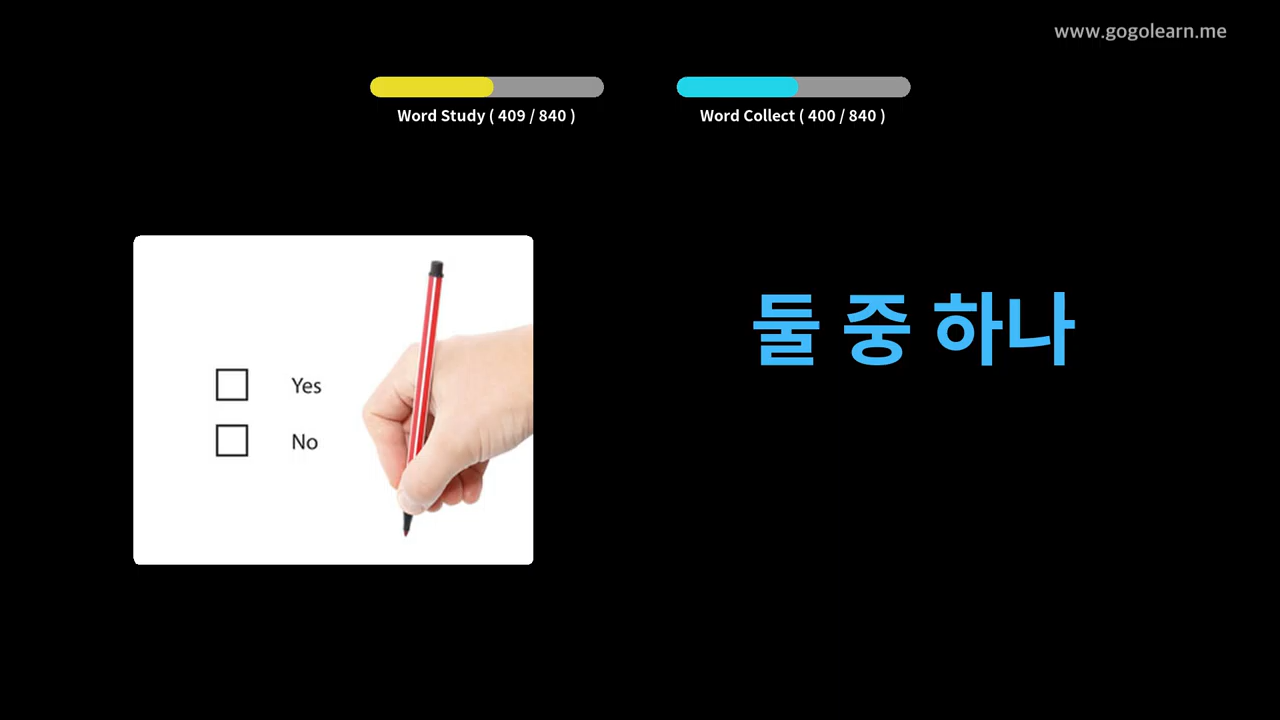 www.gogolearn.me
Word Study ( 409 / 840 )
Word Collect ( 400 / 840 )
둘 중 하나
Yes
No